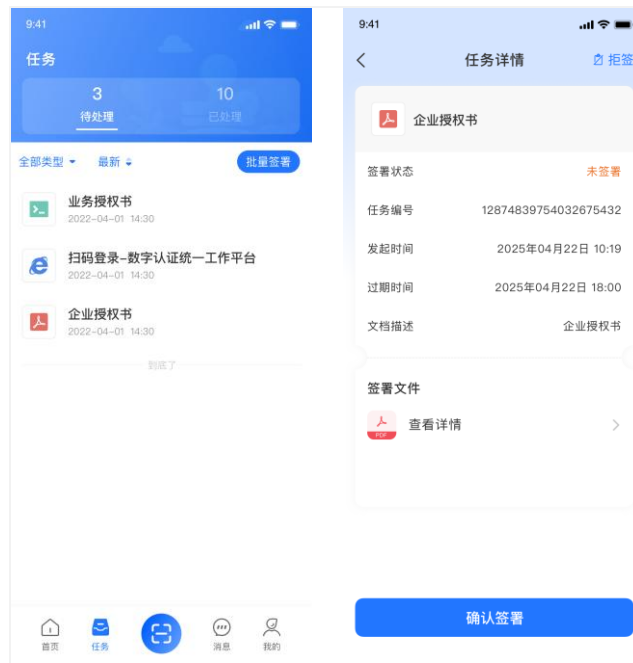 9:41
任务
3
待处理
10
已处理
全部类型
最新
批量签署
业务授权书
2022-04-01 14:30
扫码登录-数字认证统一工作平台
2022-04-01 14:30
企业授权书
2022-04-01 14:30
到底了
首页
任务
消息
我的
9:41
任务详情
拒签
企业授权书
签署状态
未签署
任务编号
12874839754032675432
发起时间
2025年04月22日 10:19
过期时间
2025年04月22日 18:00
文档描述
企业授权书
签署文件
PDF
查看详情
确认签署